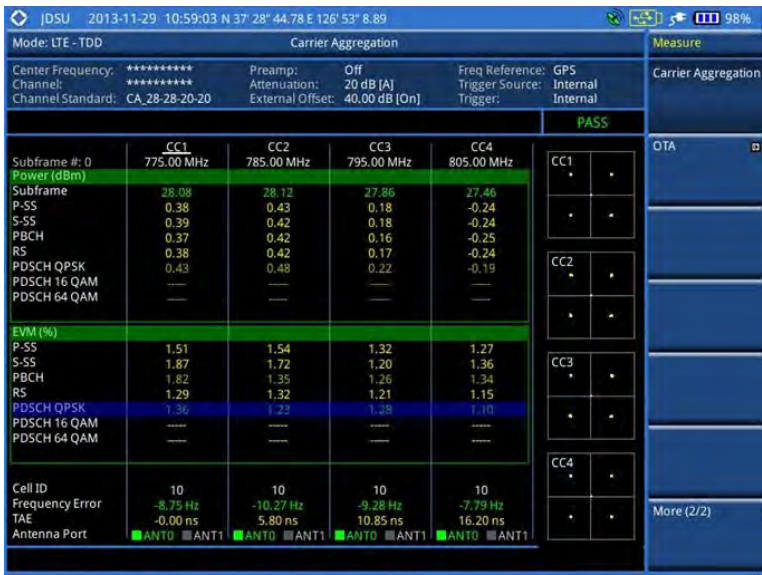 JDSU 2013-11-29 10:59:03 N 37' 28" 44.78 E 126' 53" 8.89 98%
Mode: LTE - TDD Carrier Aggregation Measure
Center Frequency: ********** Preamp: Off Freq Reference: GPS
Channel: ********** Attenuation: 20 dB [A] Trigger Source: Internal
Channel Standard: CA_28-28-20-20 External Offset: 40.00 dB [On] Trigger: Internal
Carrier Aggregation
PASS
OTA
CC1 CC2 CC3 CC4
Subframe #: 0 775.00 MHz 785.00 MHz 795.00 MHz 805.00 MHz
Power (dBm)
Subframe 28.08 28.12 27.86 27.46
P-SS 0.38 0.43 0.18 -0.24
S-SS 0.39 0.42 0.18 -0.24
PBCH 0.37 0.42 0.16 -0.25
RS 0.38 0.42 0.17 -0.24
PDSCH QPSK 0.43 0.48 0.22 -0.19
PDSCH 16 QAM ----- ----- ----- -----
PDSCH 64 QAM ----- ----- ----- -----
EVM (%)
P-SS 1.51 1.54 1.32 1.27
S-SS 1.87 1.72 1.20 1.36
PBCH 1.82 1.35 1.26 1.34
RS 1.29 1.32 1.21 1.15
PDSCH QPSK 1.36 1.23 1.28 1.10
PDSCH 16 QAM ----- ----- ----- -----
PDSCH 64 QAM ----- ----- ----- -----
Cell ID 10 10 10 10
Frequency Error -8.75 Hz -10.27 Hz -9.28 Hz -7.79 Hz
TAE -0.00 ns 5.80 ns 10.85 ns 16.20 ns
Antenna Port ANT0 ANT1 ANT0 ANT1 ANT0 ANT1 ANT0 ANT1
CC1
CC2
CC3
CC4
More (2/2)